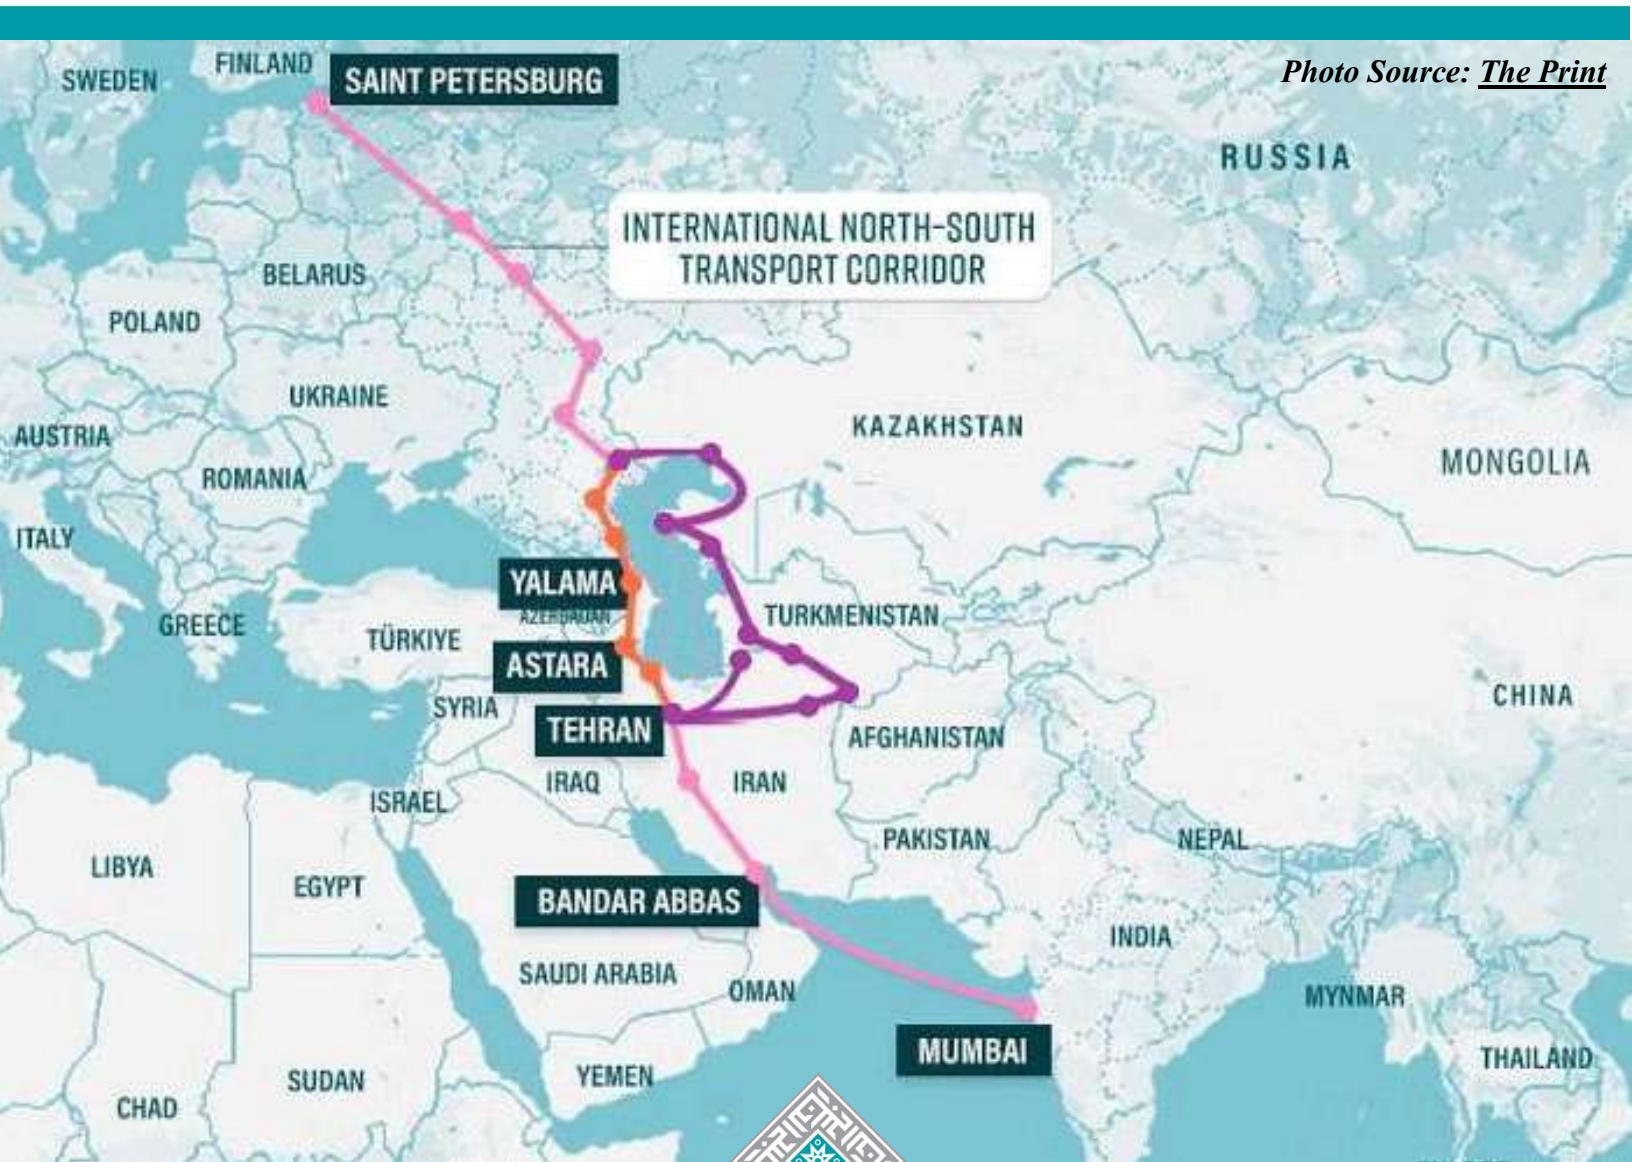 SWEDEN
FINLAND
SAINT PETERSBURG
Photo Source: The Print
RUSSIA
INTERNATIONAL NORTH-SOUTH
TRANSPORT CORRIDOR
BELARUS
POLAND
UKRAINE
AUSTRIA
KAZAKHSTAN
MONGOLIA
ROMANIA
ITALY
YALAMA
AZERBAIJAN
GREECE
TÜRKIYE
TURKMENISTAN
ASTARA
SYRIA
CHINA
TEHRAN
AFGHANISTAN
IRAQ
IRAN
ISRAEL
PAKISTAN
NEPAL
LIBYA
EGYPT
BANDAR ABBAS
INDIA
SAUDI ARABIA
OMAN
MYNMAR
MUMBAI
THAILAND
SUDAN
YEMEN
CHAD